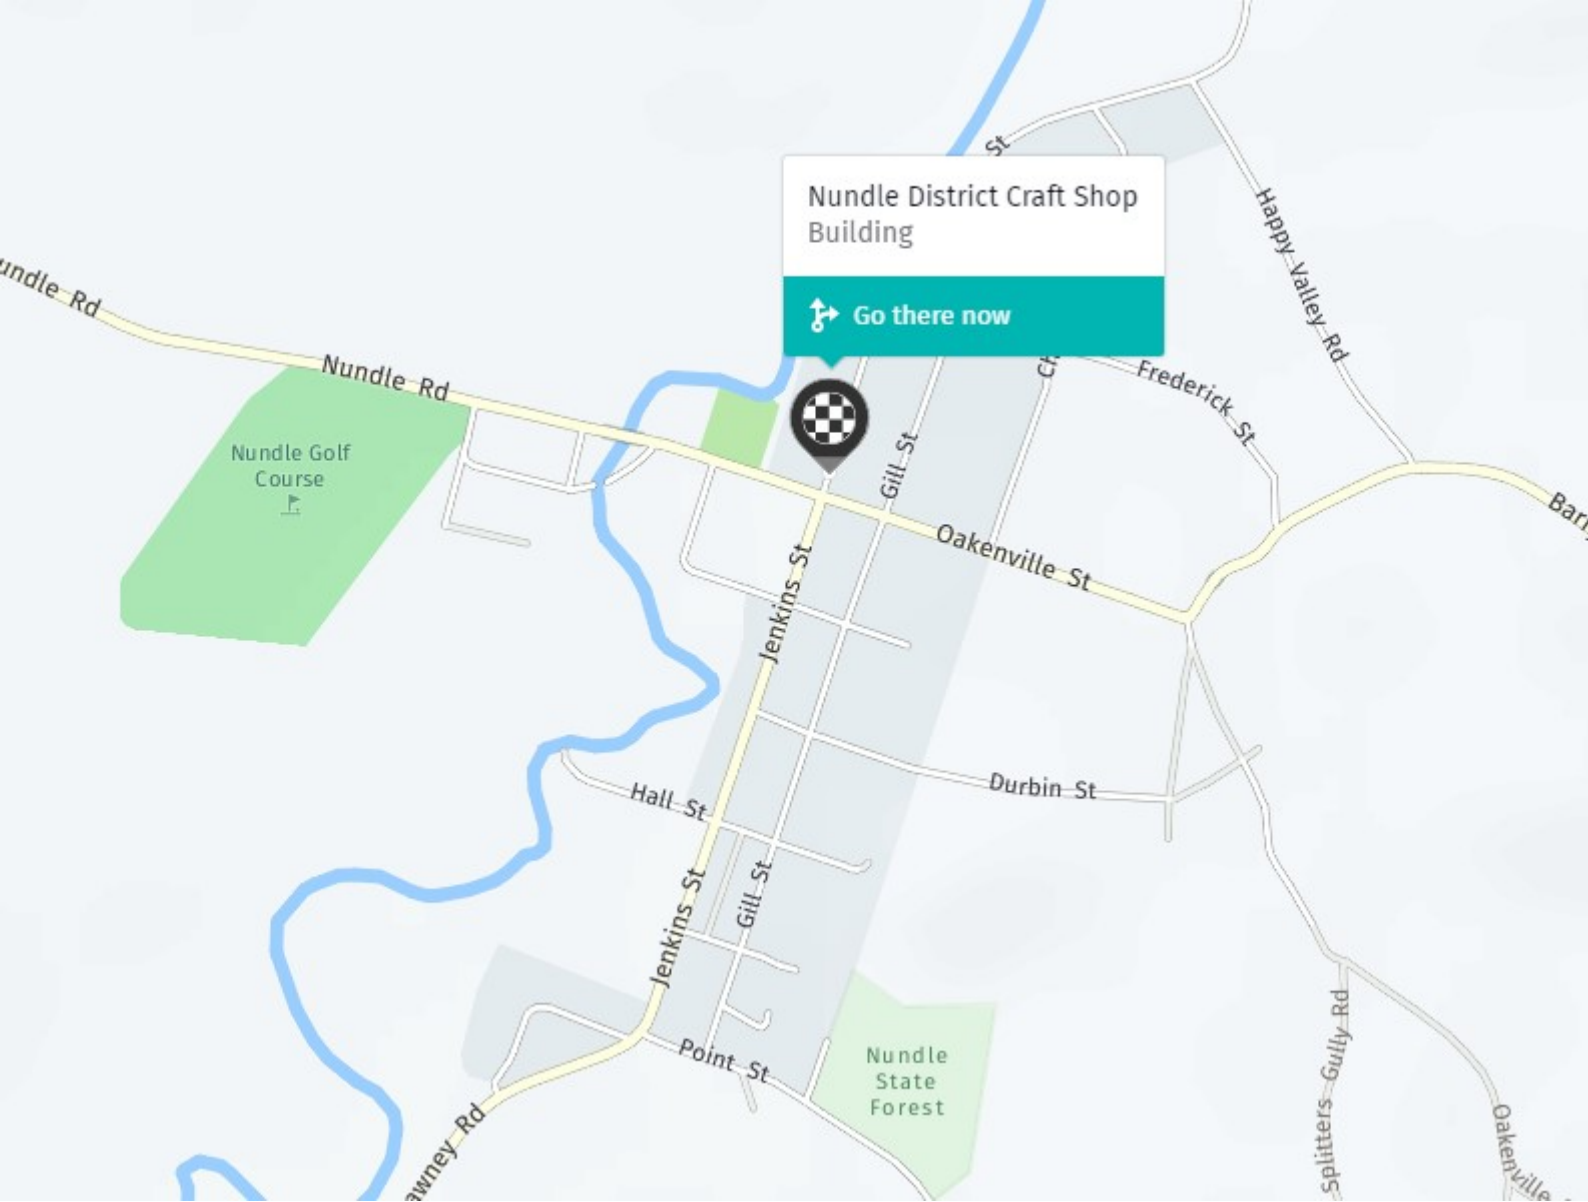 St
Nundle District Craft Shop
Building
Go there now
Happy Valley Rd
Rd
Nundle Rd
Frederick St
Nundle Golf
Course
Gill St
Oakenville St
Jenkins St
Hall St
Durbin St
Gill St
Jenkins St
Point St
Nundle
State
Forest
Splitters Gully Rd
Rd